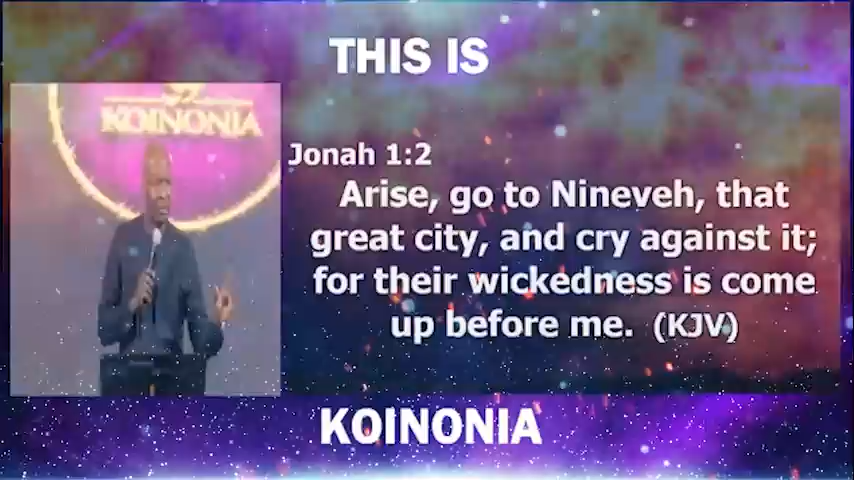 THIS IS
KOINONIA
Jonah 1:2
Arise, go to Nineveh, that
great city, and cry against it;
for their wickedness is come
up before me. (KJV)
KOINONIA